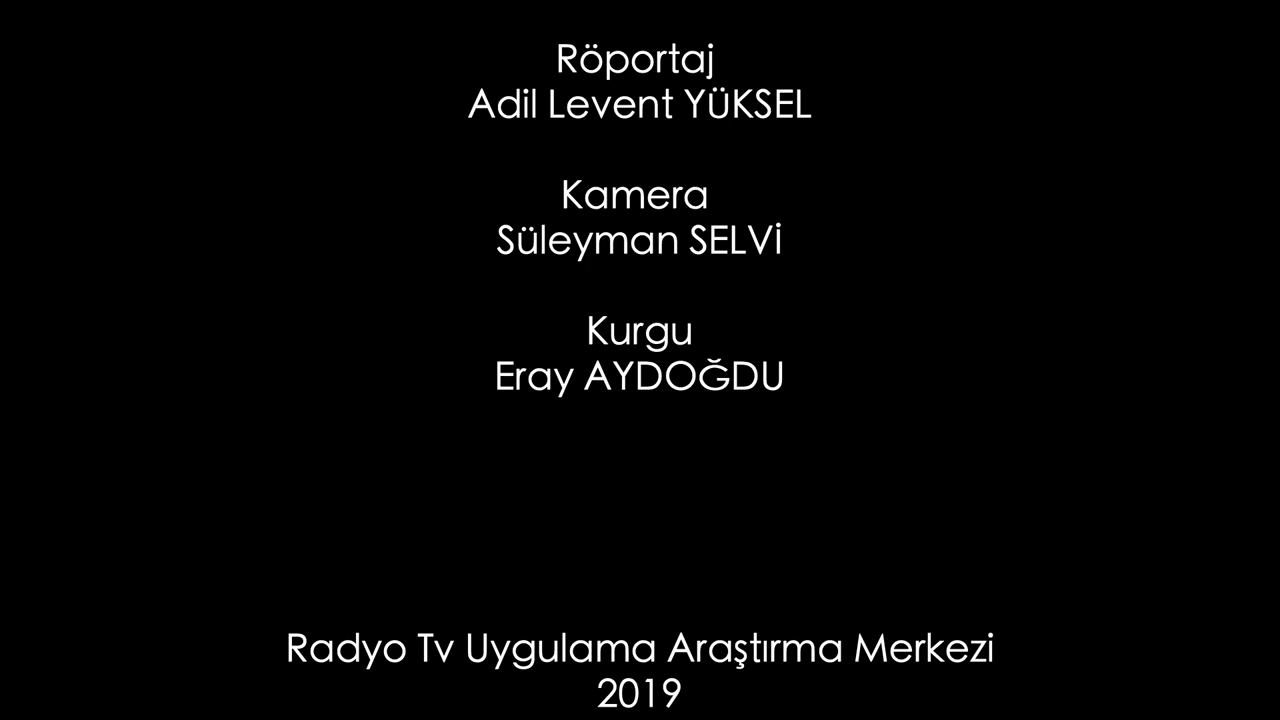 Röportaj
Adil Levent YÜKSEL
Kamera
Süleyman SELVİ
Kurgu
Eray AYDOĞDU
Radyo Tv Uygulama Araştırma Merkezi
2019